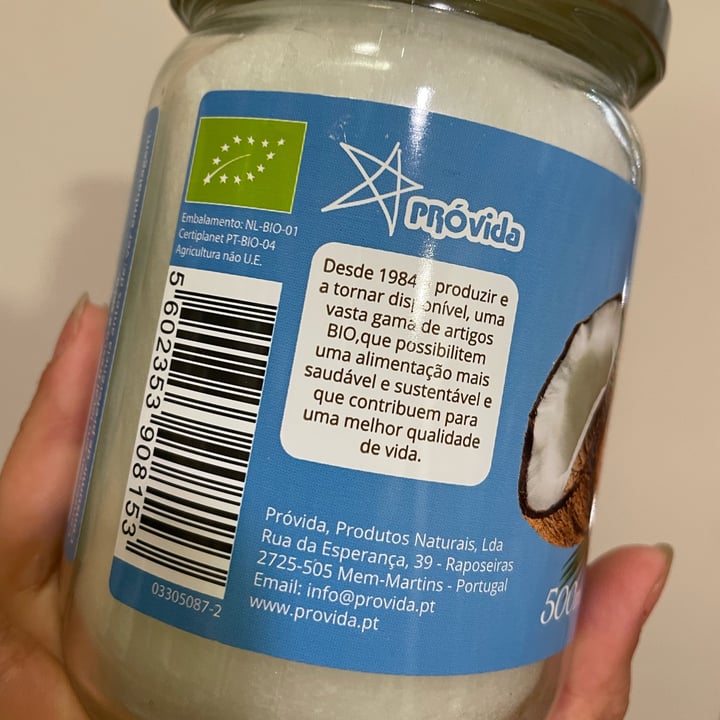 Embalamento: NL-BIO-01
Certiplanet PT-BIO-04
Agricultura não U.E.
PRÓvida
Desde 1984 produzir e
a tornar disponível, uma
vasta gama de artigos
BIO,que possibilitem
uma alimentação mais
saudável e sustentável e
que contribuem para
uma melhor qualidade
de vida.
5 602353 908153
03305087-2
Próvida, Produtos Naturais, Lda
Rua da Esperança, 39 - Raposeiras
2725-505 Mem-Martins - Portugal
Email: info@provida.pt
www.provida.pt
500